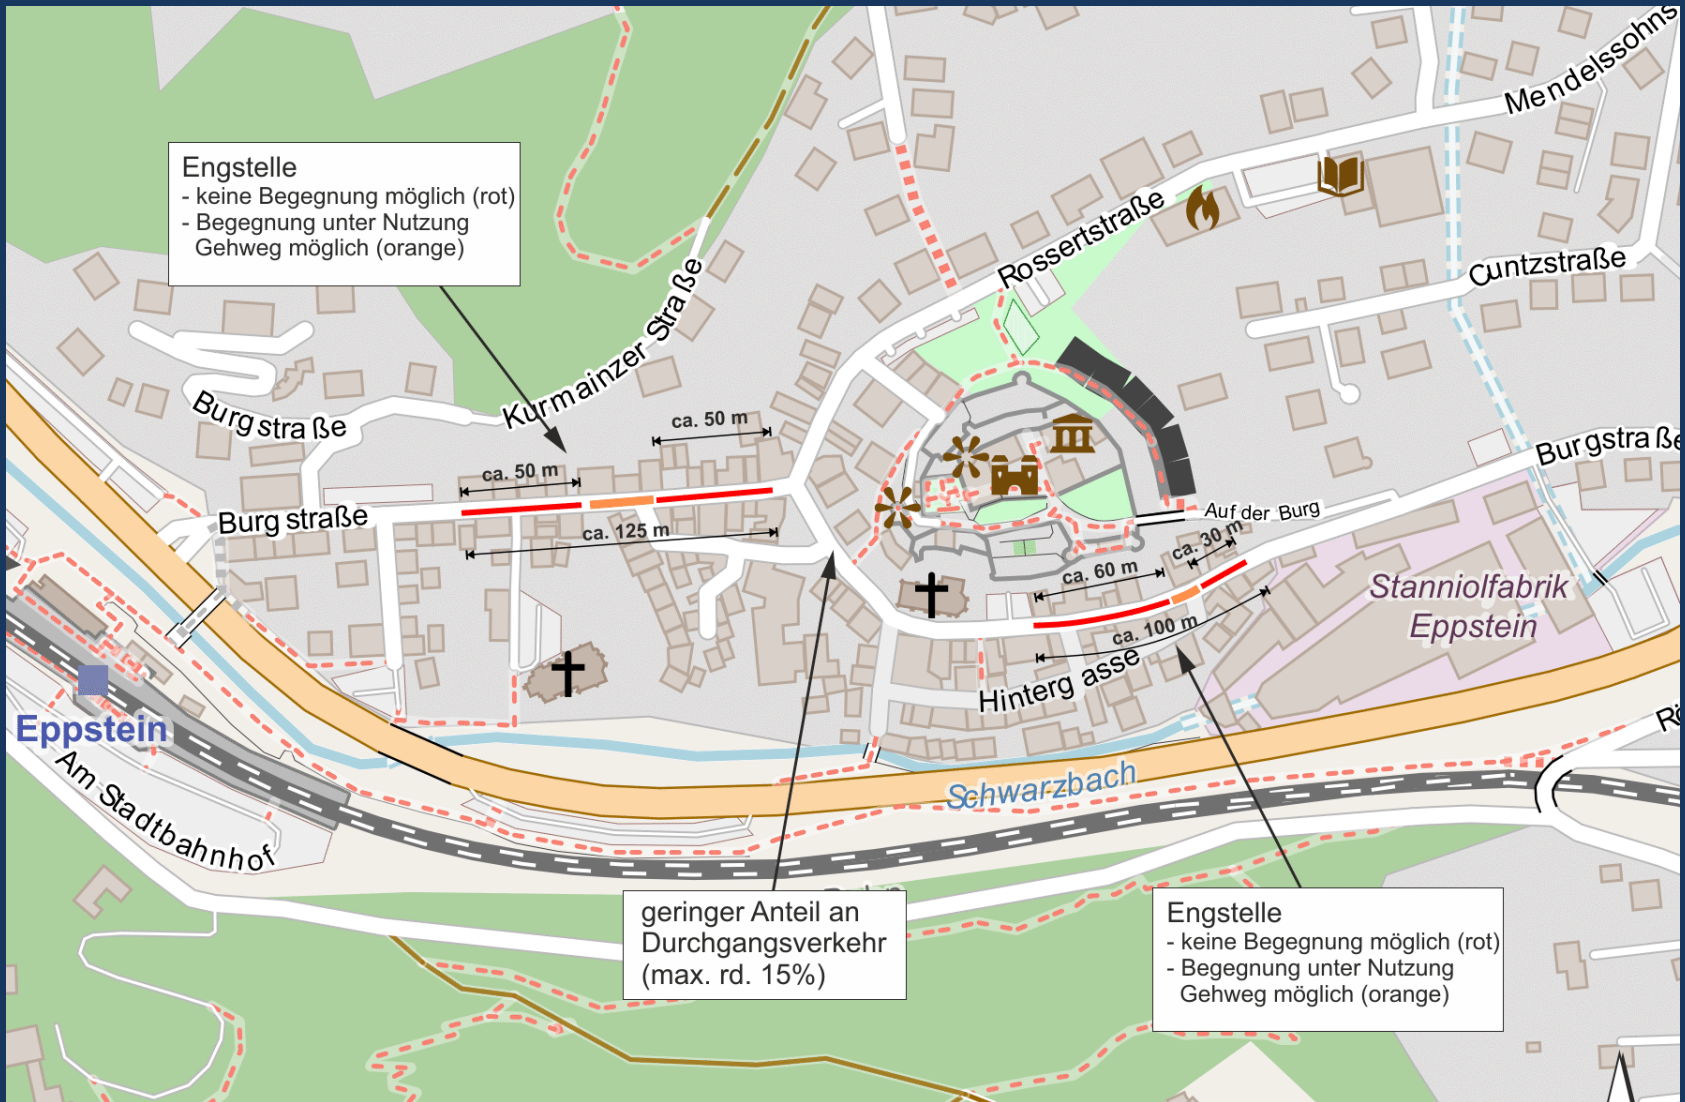 Mendelssohns
Engstelle
- keine Begegnung möglich (rot)
- Begegnung unter Nutzung
Gehweg möglich (orange)
Rossertstraße
Cuntzstraße
Kurmainzer Straße
Burgstraße
ca. 50 m
ca. 50 m
Burgstraße
Burgstraße
ca. 125 m
Auf der Burg
ca. 30 m
ca. 60 m
ca. 100 m
Stanniolfabrik
Eppstein
Hintergasse
Eppstein
Am Stadtbahnhof
Schwarzbach
geringer Anteil an
Durchgangsverkehr
(max. rd. 15%)
Engstelle
- keine Begegnung möglich (rot)
- Begegnung unter Nutzung
Gehweg möglich (orange)